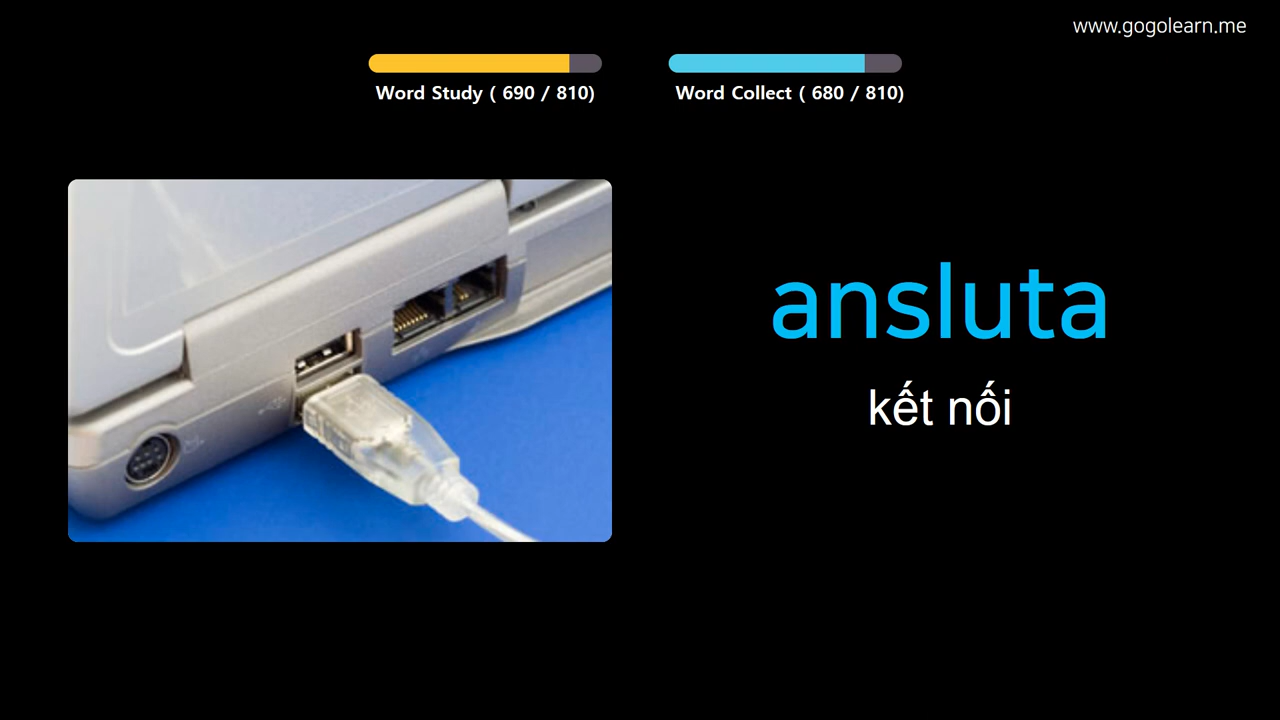 www.gogolearn.me
Word Study ( 690 / 810)
Word Collect ( 680 / 810)
ansluta
kết nối